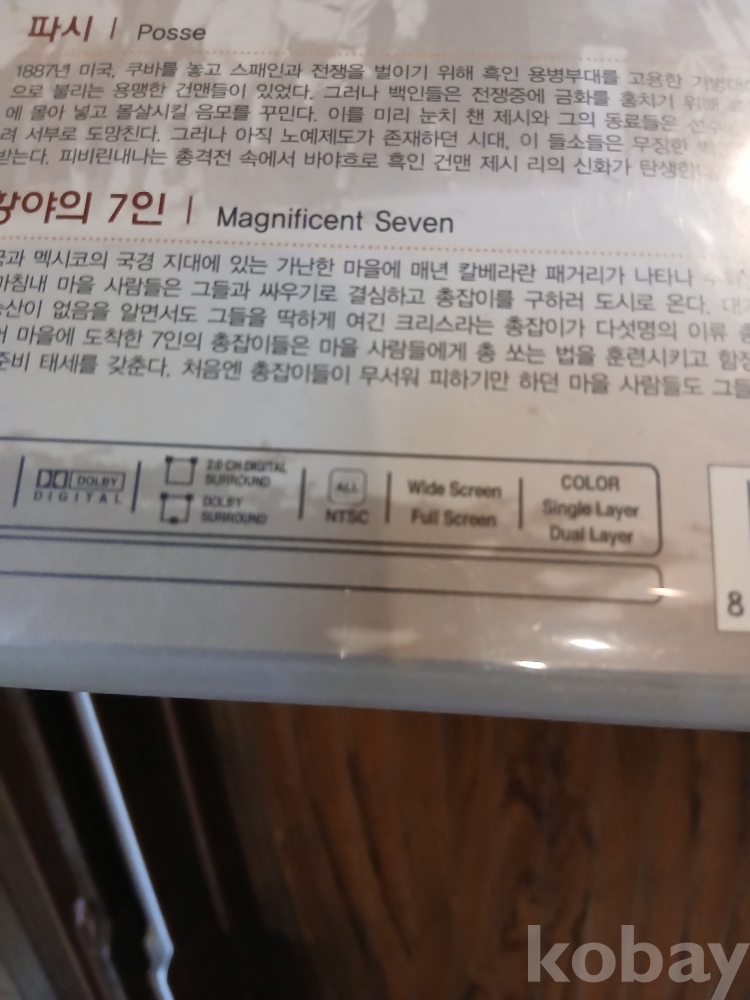 파시 | Posse
1887년 미국, 쿠바를 놓고 스패인과 전쟁을 벌이기 위해 흑인 용병부대를 고용한
으로 불리는 용맹한 건맨들이 있었다. 그러나 백인들은 전쟁중에 금화를 훔치기 위해
에 몰아 넣고 몰살시킬 음모를 꾸민다. 이를 미리 눈치 챈 제시와 그의 동료들은
려 서부로 도망친다. 그러나 아직 노예제도가 존재하던 시대, 이 들소들은 무장한
받는다. 피비린내나는 총격전 속에서 바야흐로 흑인 건맨 제시 리의 신화가 탄생한다
황야의 7인 | Magnificent Seven
국과 멕시코의 국경 지대에 있는 가난한 마을에 매년 칼베라란 패거리가 나타나
마침내 마을 사람들은 그들과 싸우기로 결심하고 총잡이를 구하러 도시로 온다.
없음을 알면서도 그들을 딱하게 여긴 크리스라는 총잡이가 다섯명의 이류
마을에 도착한 7인의 총잡이들은 마을 사람들에게 총 쏘는 법을 훈련시키고
준비 태세를 갖춘다. 처음엔 총잡이들이 무서워 피하기만 하던 마을 사람들도
DOLBY
DIGITAL
2.0 CH DIGITAL
SURROUND
DOLBY
SURROUND
ALL
NTSC
Wide Screen
Full Screen
COLOR
Single Layer
Dual Layer
8
kobay